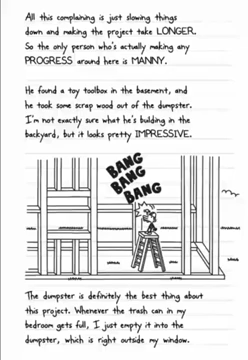 All this complaining is just slowing things
down and making the project take LONGER.
So the only person who's actually making any
PROGRESS around here is MANNY.
He found a toy toolbox in the basement, and
he took some scrap wood out of the dumpster.
I'm not exactly sure what he's building in the
backyard, but it looks pretty IMPRESSIVE.
BANG
BANG
BANG
The dumpster is definitely the best thing about
this project. Whenever the trash can in my
bedroom gets full, I just empty it into the
dumpster, which is right outside my window.